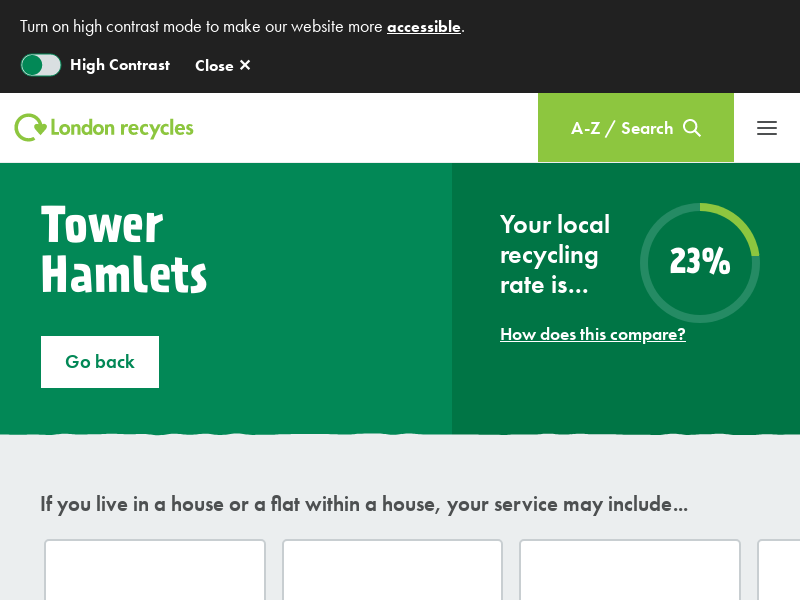 Turn on high contrast mode to make our website more accessible.
High Contrast
Close ✕
London recycles
A-Z / Search
Tower
Hamlets
Go back
Your local
recycling
rate is...
23%
How does this compare?
If you live in a house or a flat within a house, your service may include...